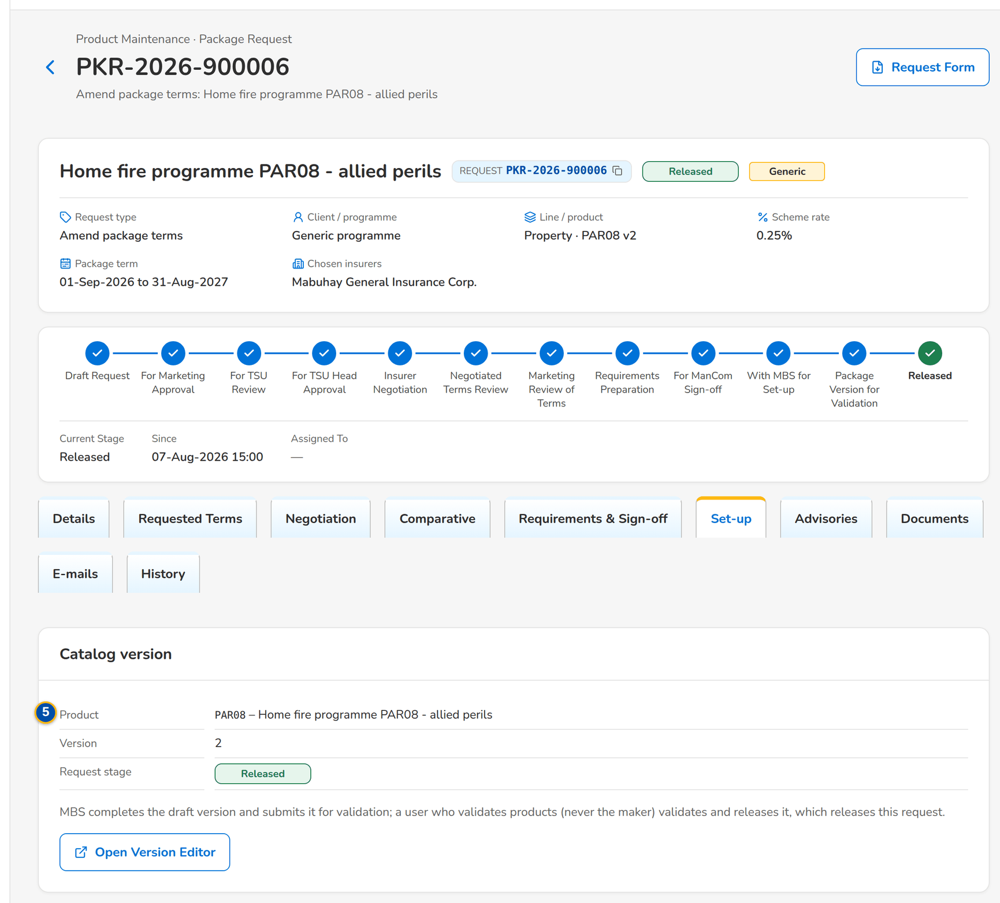 Product Maintenance · Package Request
PKR-2026-900006
Amend package terms: Home fire programme PAR08 - allied perils
Request Form
Home fire programme PAR08 - allied perils
REQUEST PKR-2026-900006
Released
Generic
Request type
Client / programme
Line / product
Scheme rate
Amend package terms
Generic programme
Property · PAR08 v2
0.25%
Package term
Chosen insurers
01-Sep-2026 to 31-Aug-2027
Mabuhay General Insurance Corp.
Draft Request
For Marketing
Approval
For TSU
Review
For TSU Head
Approval
Insurer
Negotiation
Negotiated
Terms Review
Marketing
Review of
Terms
Requirements
Preparation
For ManCom
Sign-off
With MBS for
Set-up
Package
Version for
Validation
Released
Current Stage
Since
Assigned To
Released
07-Aug-2026 15:00
—
Details
Requested Terms
Negotiation
Comparative
Requirements & Sign-off
Set-up
Advisories
Documents
E-mails
History
Catalog version
5
Product
PAR08 – Home fire programme PAR08 - allied perils
Version
2
Request stage
Released
MBS completes the draft version and submits it for validation; a user who validates products (never the maker) validates and releases it, which releases this request.
Open Version Editor